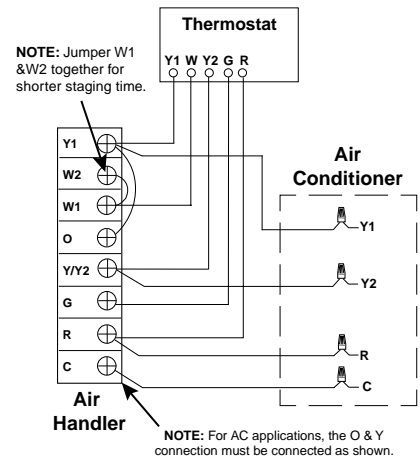 Thermostat
Y1 W Y2 G R
NOTE: Jumper W1
&W2 together for
shorter staging time.
Y1
W2
W1
O
Y/Y2
G
R
C
Air
Handler
Air
Conditioner
Y1
Y2
R
C
NOTE: For AC applications, the O & Y
connection must be connected as shown.